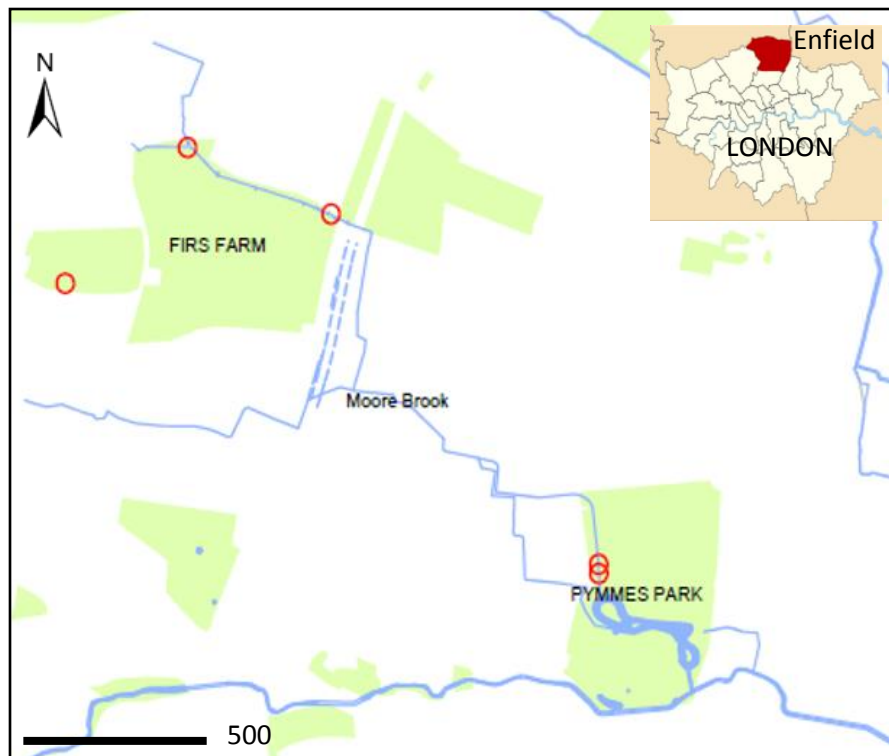 Enfield
N
LONDON
FIRS FARM
Moore Brook
PYMMES PARK
500